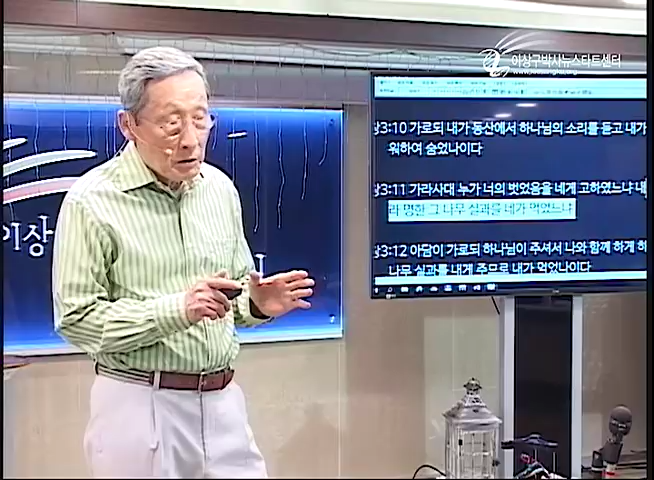 이상구박사뉴스타트센터
3:10 가로되 내가 동산에서 하나님의 소리를 듣고 내가
워하여 숨었나이다
3:11 가라사대 누가 너의 벗었음을 네게 고하였느냐 내
라 명한 그 나무 실과를 네가 먹었느냐
3:12 아담이 가로되 하나님이 주셔서 나와 함께 하게 하
나무 실과를 내게 주므로 내가 먹었나이다
이상